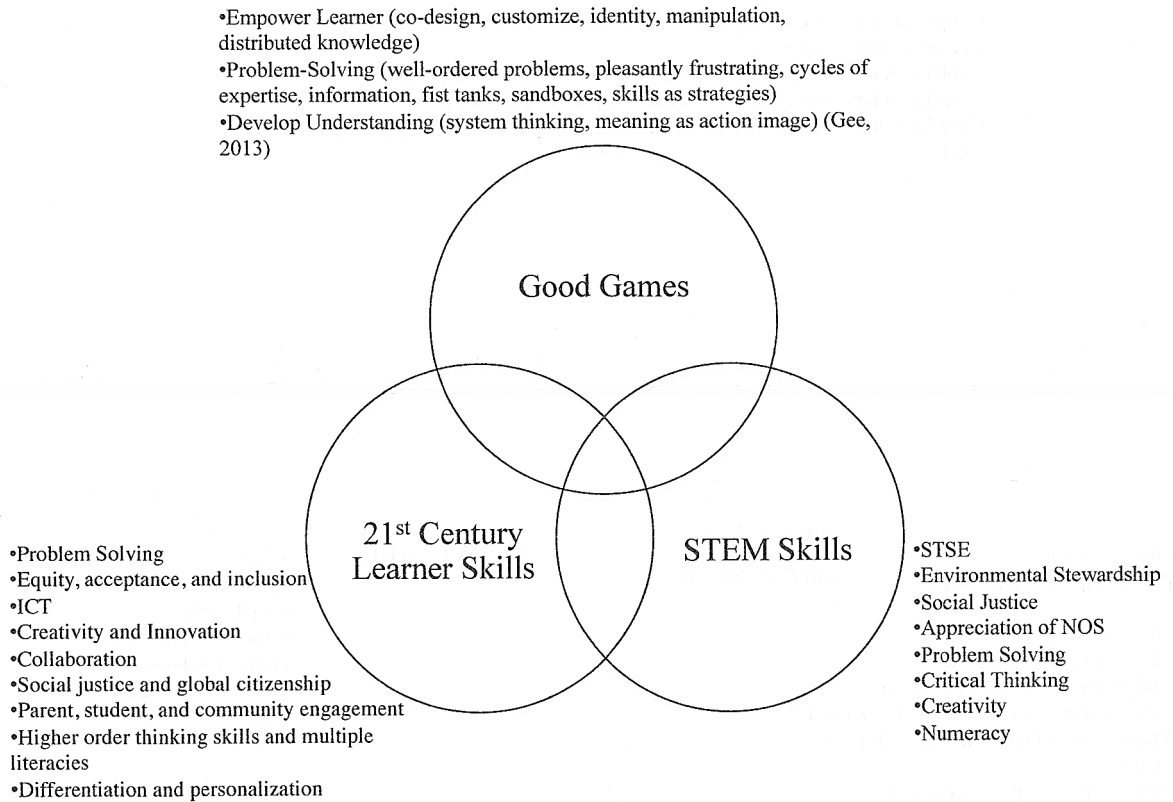 •Empower Learner (co-design, customize, identity, manipulation,
distributed knowledge)
•Problem-Solving (well-ordered problems, pleasantly frustrating, cycles of
expertise, information, fist tanks, sandboxes, skills as strategies)
•Develop Understanding (system thinking, meaning as action image) (Gee,
2013)
Good Games
21st Century
Learner Skills
STEM Skills
•Problem Solving
•Equity, acceptance, and inclusion
•ICT
•Creativity and Innovation
•Collaboration
•Social justice and global citizenship
•Parent, student, and community engagement
•Higher order thinking skills and multiple
literacies
•Differentiation and personalization
•STSE
•Environmental Stewardship
•Social Justice
•Appreciation of NOS
•Problem Solving
•Critical Thinking
•Creativity
•Numeracy